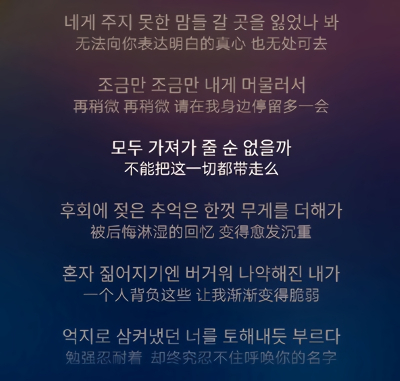 네게 주지 못한 맘들 갈 곳을 잃었나 봐
无法向你表达明白的真心 也无处可去
조금만 조금만 내게 머물러서
再稍微 再稍微 请在我身边停留多一会
모두 가져가 줄 순 없을까
不能把这一切都带走么
후회에 젖은 추억은 한껏 무게를 더해가
被后悔淋湿的回忆 变得愈发沉重
혼자 짊어지기엔 버거워 나약해진 내가
一个人背负这些 让我渐渐变得脆弱
억지로 삼켜냈던 너를 토해내듯 부르다
勉强忍耐着 却终究忍不住呼唤你的名字